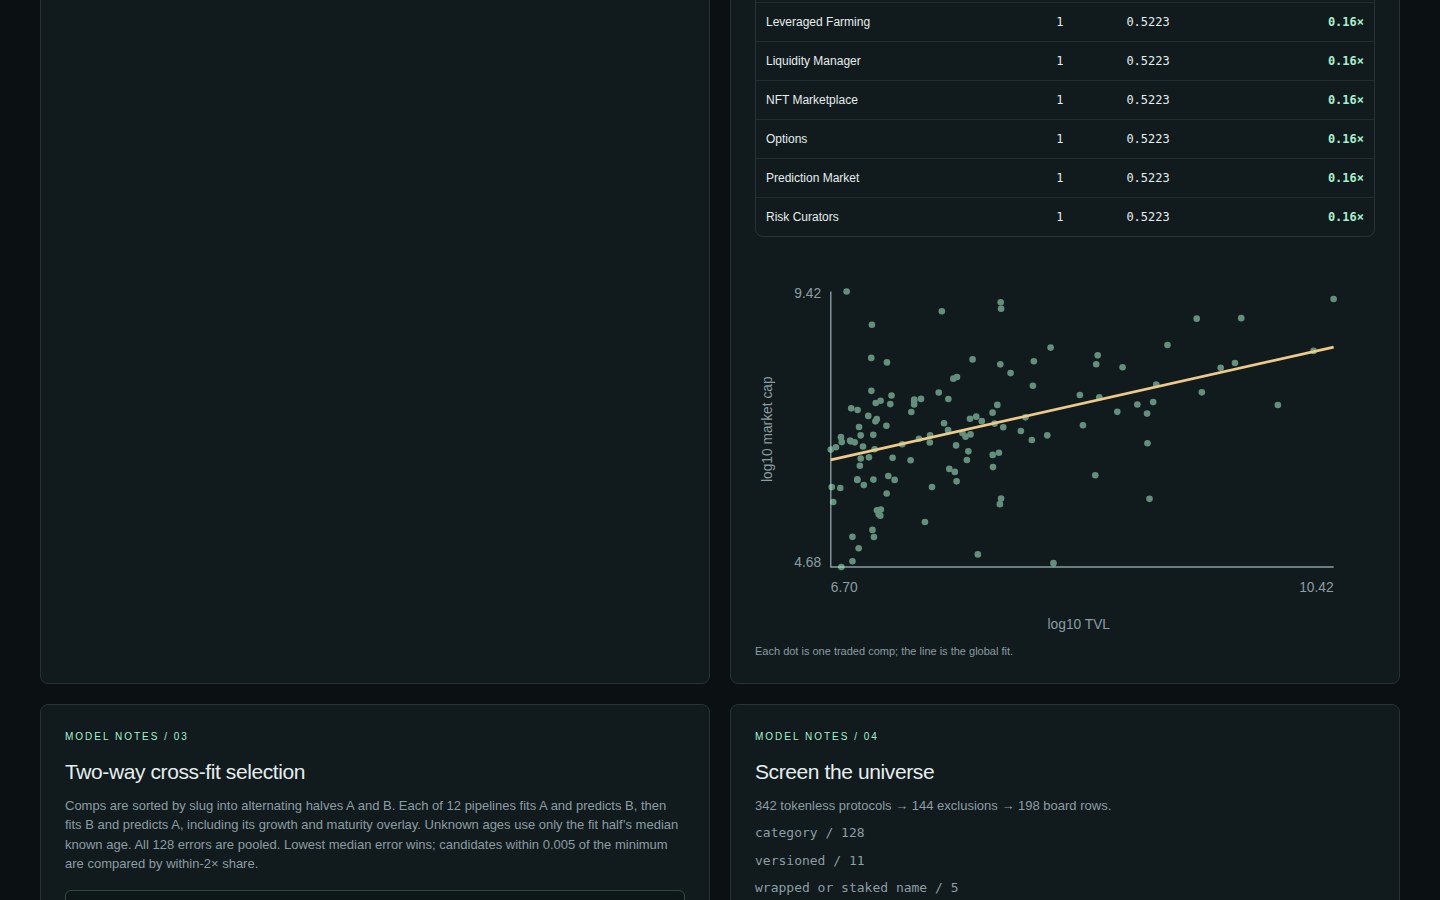 Leveraged Farming 1 0.5223 0.16×
Liquidity Manager 1 0.5223 0.16×
NFT Marketplace 1 0.5223 0.16×
Options 1 0.5223 0.16×
Prediction Market 1 0.5223 0.16×
Risk Curators 1 0.5223 0.16×
9.42
log10 market cap
4.68
6.70 10.42
log10 TVL
Each dot is one traded comp; the line is the global fit.
MODEL NOTES / 03
Two-way cross-fit selection
Comps are sorted by slug into alternating halves A and B. Each of 12 pipelines fits A and predicts B, then
fits B and predicts A, including its growth and maturity overlay. Unknown ages use only the fit half's median
known age. All 128 errors are pooled. Lowest median error wins; candidates within 0.005 of the minimum
are compared by within-2× share.
MODEL NOTES / 04
Screen the universe
342 tokenless protocols → 144 exclusions → 198 board rows.
category / 128
versioned / 11
wrapped or staked name / 5